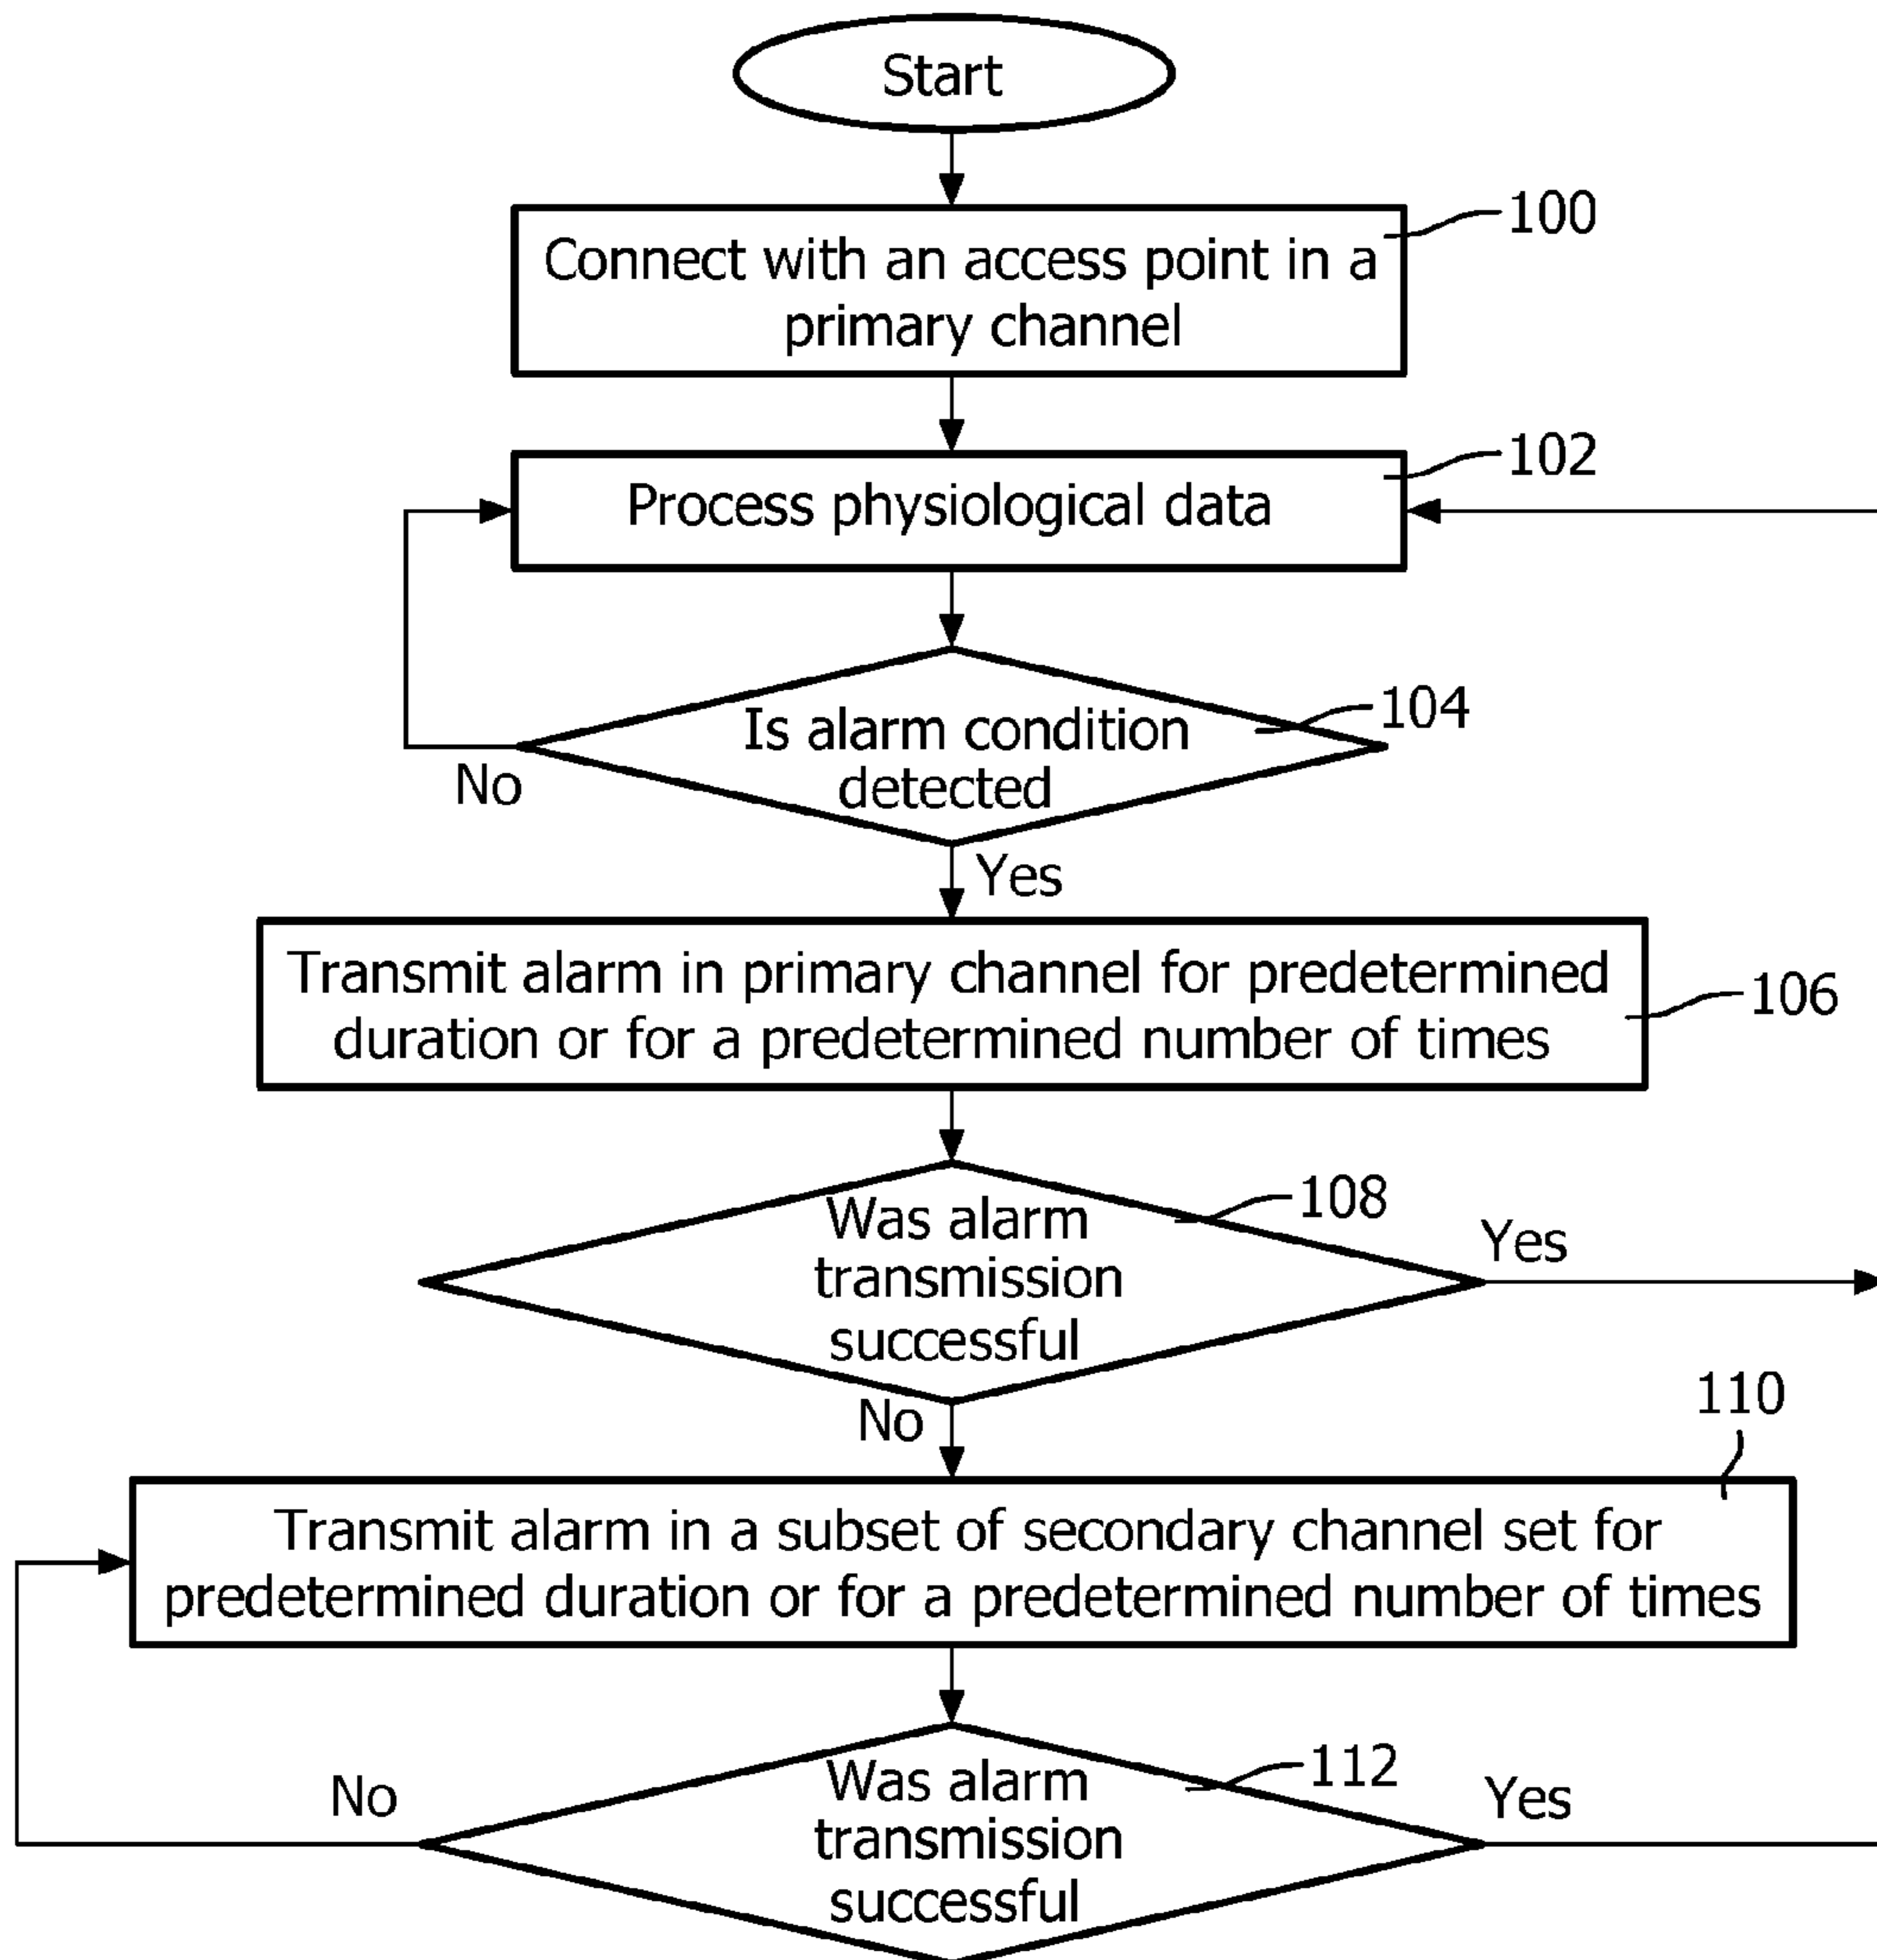 Start
100
Connect with an access point in a
primary channel
102
Process physiological data
104
Is alarm condition
detected
No
Yes
Transmit alarm in primary channel for predetermined
duration or for a predetermined number of times
106
108
Was alarm
transmission
successful
Yes
No
110
Transmit alarm in a subset of secondary channel set for
predetermined duration or for a predetermined number of times
112
Was alarm
transmission
successful
No
Yes